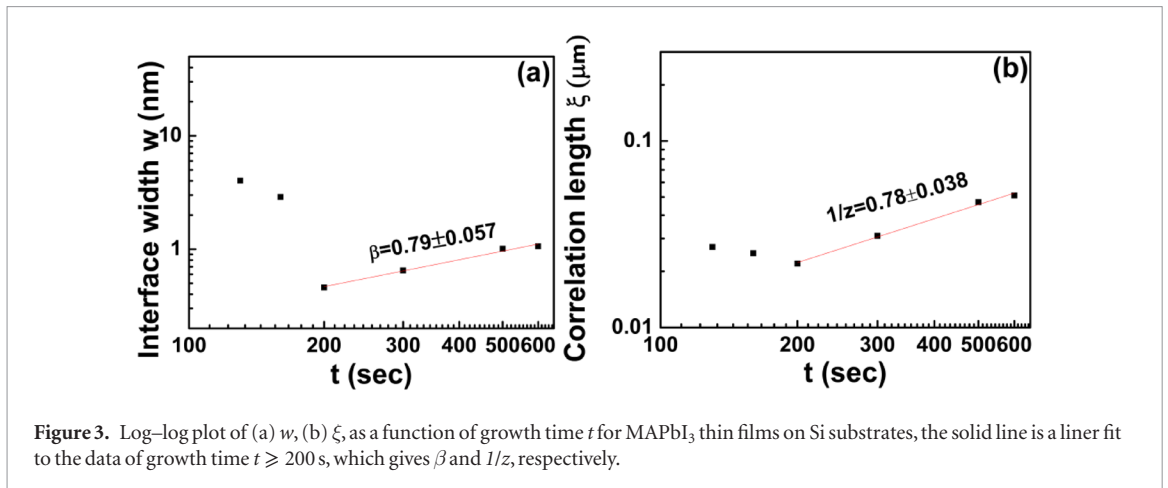 (a)
Interface width w (nm)
10
1
β=0.79±0.057
100 200 300 400 500600
t (sec)
(b)
Correlation length ξ (μm)
0.1
0.01
1/z=0.78±0.038
100 200 300 400 500600
t (sec)
Figure 3. Log–log plot of (a) w, (b) ξ, as a function of growth time t for MAPbI₃ thin films on Si substrates, the solid line is a liner fit
to the data of growth time t ⩾ 200 s, which gives β and 1/z, respectively.